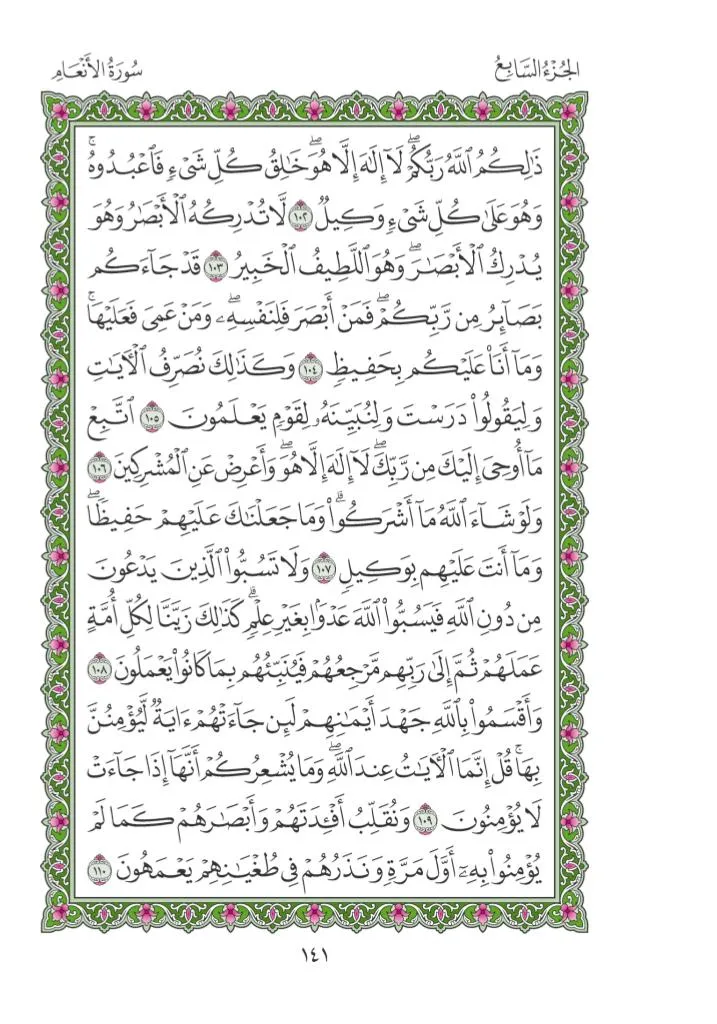 الجُزْءُ السَّابِعُ
سُورَةُ الأَنْعَامِ
ذَٰلِكُمُ ٱللَّهُ رَبُّكُمْۖ لَآ إِلَٰهَ إِلَّا هُوَۖ خَٰلِقُ كُلِّ شَىْءٍ فَٱعْبُدُوهُۚ
وَهُوَ عَلَىٰ كُلِّ شَىْءٍ وَكِيلٌ ١٠٢ لَّا تُدْرِكُهُ ٱلْأَبْصَٰرُ وَهُوَ
يُدْرِكُ ٱلْأَبْصَٰرَۖ وَهُوَ ٱللَّطِيفُ ٱلْخَبِيرُ ١٠٣ قَدْ جَآءَكُم
بَصَآئِرُ مِن رَّبِّكُمْۖ فَمَنْ أَبْصَرَ فَلِنَفْسِهِۦۖ وَمَنْ عَمِىَ فَعَلَيْهَاۚ
وَمَآ أَنَا۠ عَلَيْكُم بِحَفِيظٍ ١٠٤ وَكَذَٰلِكَ نُصَرِّفُ ٱلْءَايَٰتِ
وَلِيَقُولُوا۟ دَرَسْتَ وَلِنُبَيِّنَهُۥ لِقَوْمٍ يَعْلَمُونَ ١٠٥ ٱتَّبِعْ
مَآ أُوحِىَ إِلَيْكَ مِن رَّبِّكَۖ لَآ إِلَٰهَ إِلَّا هُوَۖ وَأَعْرِضْ عَنِ ٱلْمُشْرِكِينَ ١٠٦
وَلَوْ شَآءَ ٱللَّهُ مَآ أَشْرَكُوا۟ۗ وَمَا جَعَلْنَٰكَ عَلَيْهِمْ حَفِيظًاۖ
وَمَآ أَنتَ عَلَيْهِم بِوَكِيلٍ ١٠٧ وَلَا تَسُبُّوا۟ ٱلَّذِينَ يَدْعُونَ
مِن دُونِ ٱللَّهِ فَيَسُبُّوا۟ ٱللَّهَ عَدْوًۢا بِغَيْرِ عِلْمٍۗ كَذَٰلِكَ زَيَّنَّا لِكُلِّ أُمَّةٍ
عَمَلَهُمْ ثُمَّ إِلَىٰ رَبِّهِم مَّرْجِعُهُمْ فَيُنَبِّئُهُم بِمَا كَانُوا۟ يَعْمَلُونَ ١٠٨
وَأَقْسَمُوا۟ بِٱللَّهِ جَهْدَ أَيْمَٰنِهِمْ لَئِن جَآءَتْهُمْ ءَايَةٌ لَّيُؤْمِنُنَّ
بِهَاۚ قُلْ إِنَّمَا ٱلْءَايَٰتُ عِندَ ٱللَّهِۖ وَمَا يُشْعِرُكُمْ أَنَّهَآ إِذَا جَآءَتْ
لَا يُؤْمِنُونَ ١٠٩ وَنُقَلِّبُ أَفْـِٔدَتَهُمْ وَأَبْصَٰرَهُمْ كَمَا لَمْ
يُؤْمِنُوا۟ بِهِۦٓ أَوَّلَ مَرَّةٍ وَنَذَرُهُمْ فِى طُغْيَٰنِهِمْ يَعْمَهُونَ ١١٠
١٤١